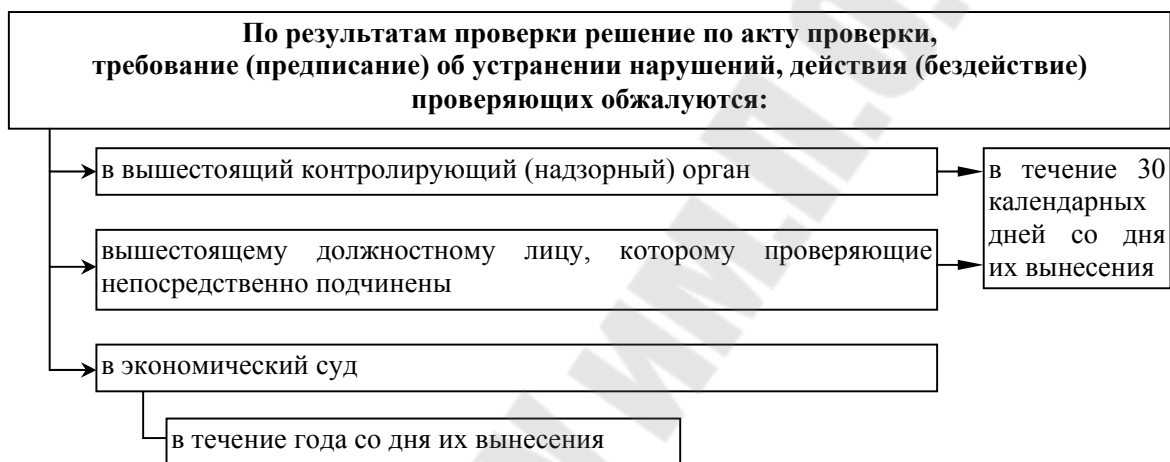 По результатам проверки решение по акту проверки,
требование (предписание) об устранении нарушений, действия (бездействие)
проверяющих обжалуются:
в вышестоящий контролирующий (надзорный) орган
в течение 30
календарных
дней со дня
их вынесения
вышестоящему должностному лицу, которому проверяющие
непосредственно подчинены
в экономический суд
в течение года со дня их вынесения